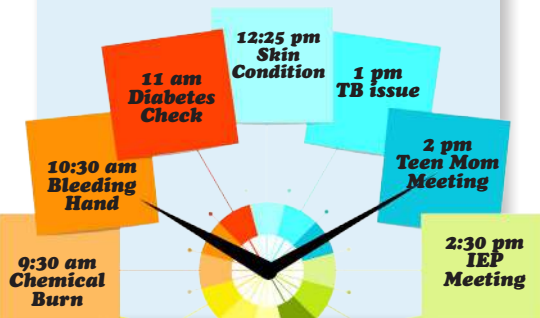 9:30 am
Chemical
Burn
10:30 am
Bleeding
Hand
11 am
Diabetes
Check
12:25 pm
Skin
Condition
1 pm
TB issue
2 pm
Teen Mom
Meeting
2:30 pm
IEP
Meeting